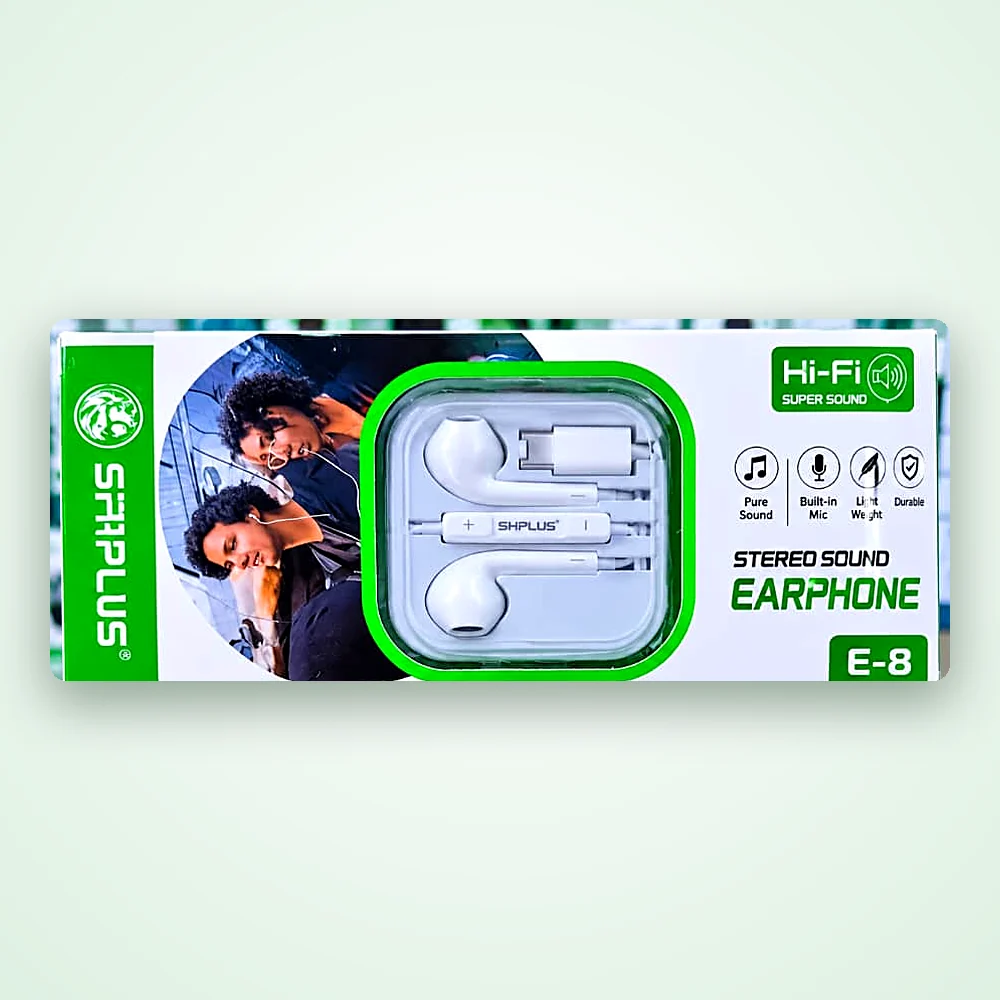 SHPLUS®
SHPLUS®
Hi-Fi
SUPER SOUND
Pure Sound
Built-in Mic
Light Weight
Durable
STEREO SOUND
EARPHONE
E-8